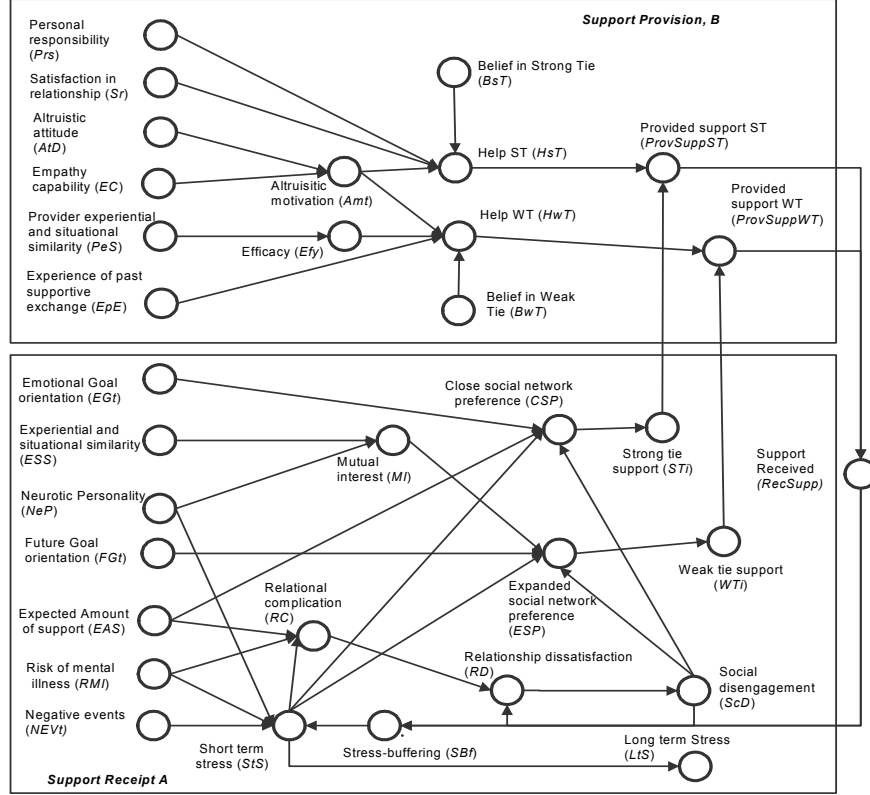 Support Provision, B
Personal
responsibility
(Prs)
Satisfaction in
relationship (Sr)
Altruistic
attitude
(AtD)
Empathy
capability (EC)
Provider experiential
and situational
similarity (PeS)
Experience of past
supportive
exchange (EpE)
Altruisitic
motivation (Amt)
Efficacy (Efy)
Belief in Strong Tie
(BsT)
Help ST (HsT)
Help WT (HwT)
Belief in Weak
Tie (BwT)
Provided support ST
(ProvSuppST)
Provided
support WT
(ProvSuppWT)
Emotional Goal
orientation (EGt)
Experiential and
situational similarity
(ESS)
Neurotic Personality
(NeP)
Future Goal
orientation (FGt)
Expected Amount
of support (EAS)
Risk of mental
illness (RMI)
Negative events
(NEVt)
Mutual
interest (MI)
Close social network
preference (CSP)
Strong tie
support (STi)
Support
Received
(RecSupp)
Weak tie support
(WTi)
Expanded
social network
preference
(ESP)
Relational
complication
(RC)
Relationship dissatisfaction
(RD)
Social
disengagement
(ScD)
Short term
stress (StS)
Stress-buffering (SBf)
Long term Stress
(LtS)
Support Receipt A